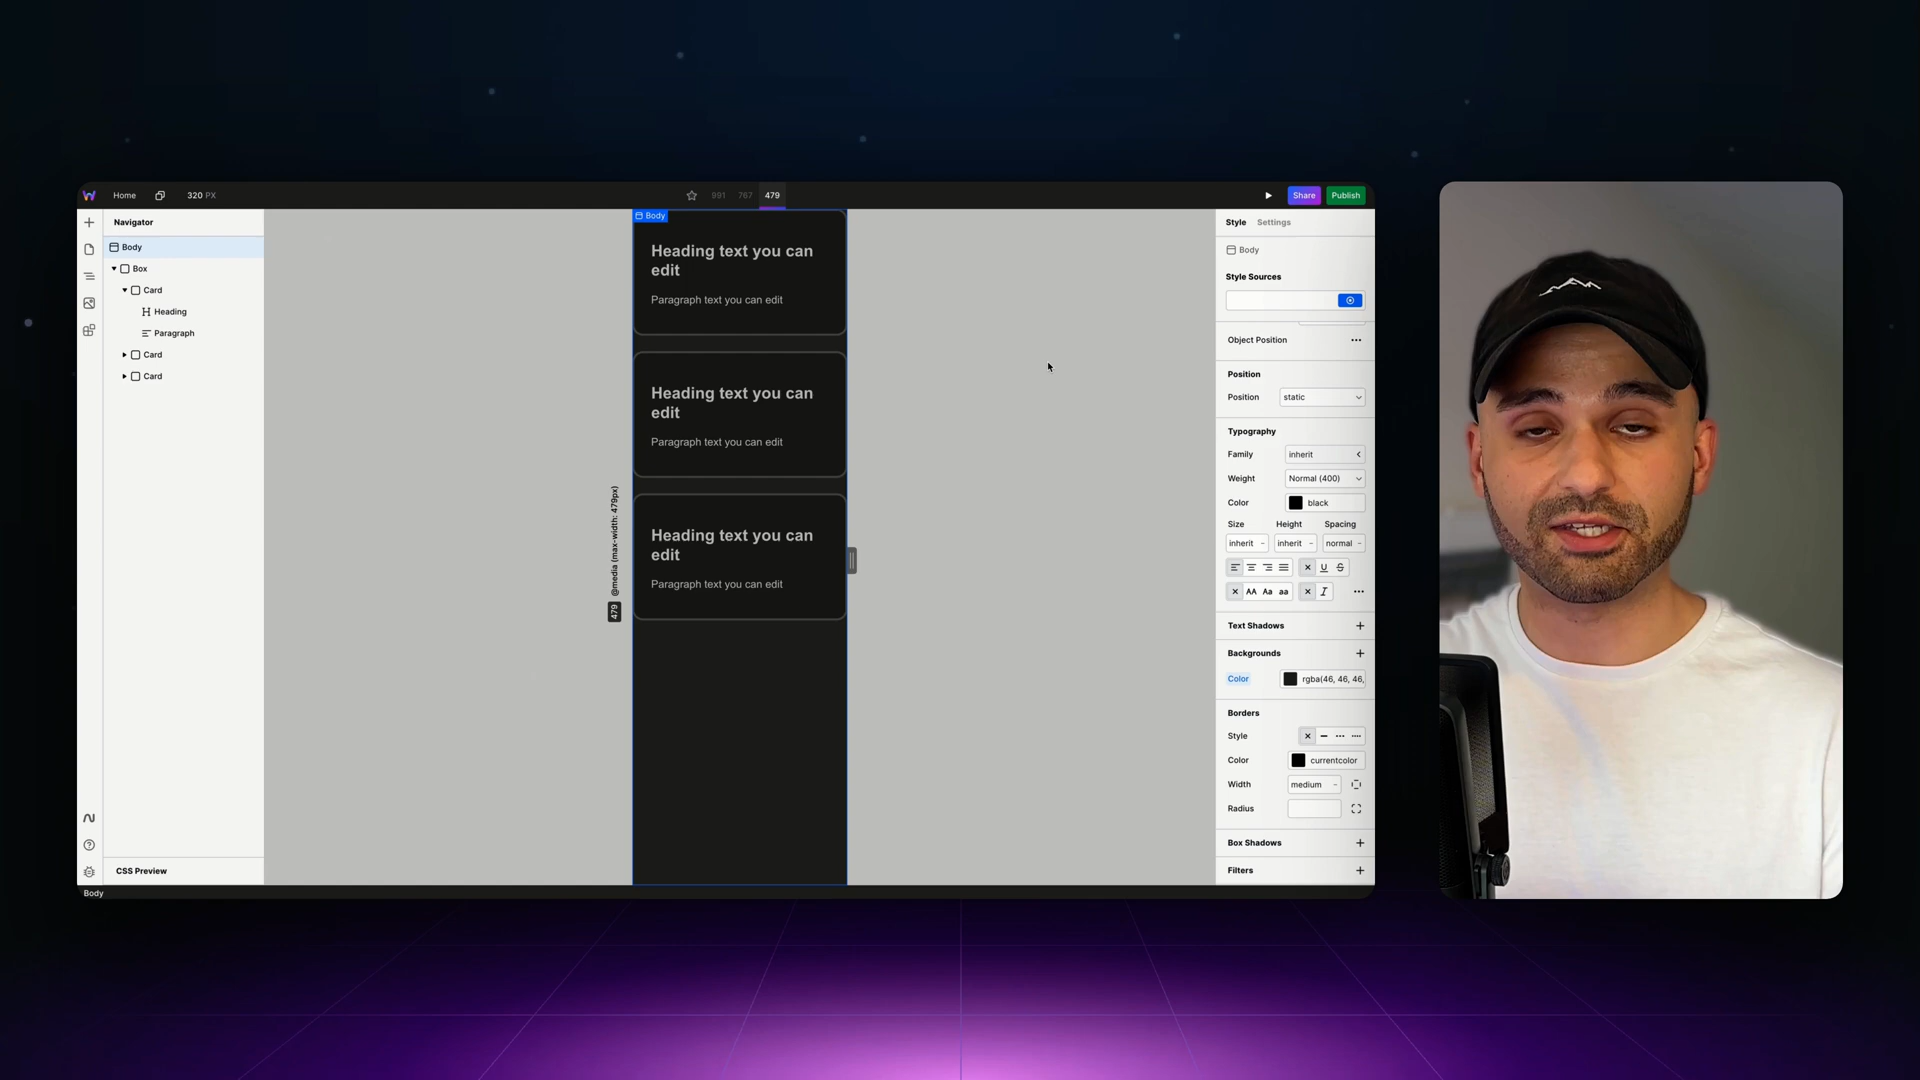 Home
320 PX
991
767
479
Share
Publish
Navigator
Body
Box
Card
Heading
Paragraph
Card
Card
CSS Preview
Body
Body
Heading text you can
edit
Paragraph text you can edit
Heading text you can
edit
Paragraph text you can edit
Heading text you can
edit
Paragraph text you can edit
479 @media (max-width: 479px)
Style Settings
Body
Style Sources
Object Position
Position
Position static
Typography
Family inherit
Weight Normal (400)
Color black
Size Height Spacing
inherit inherit normal
U S
AA Aa aa I
Text Shadows
Backgrounds
Color rgba(46, 46, 46,
Borders
Style
Color currentcolor
Width medium
Radius
Box Shadows
Filters